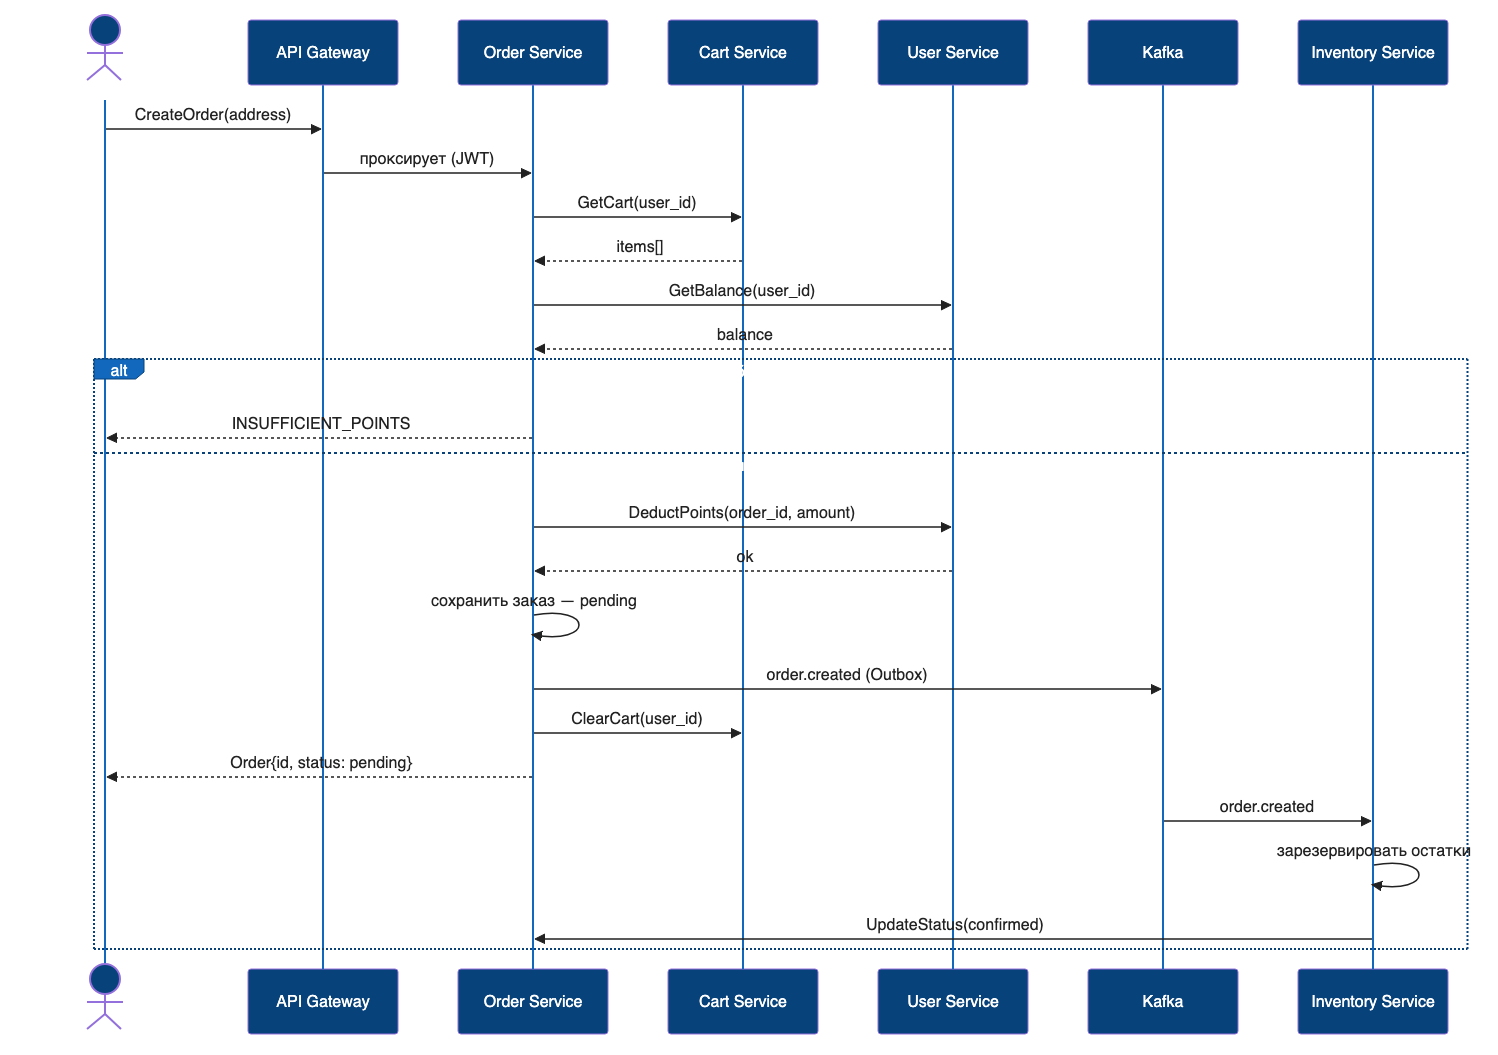 API Gateway
Order Service
Cart Service
User Service
Kafka
Inventory Service
CreateOrder(address)
проксирует (JWT)
GetCart(user_id)
items[]
GetBalance(user_id)
balance
alt
INSUFFICIENT_POINTS
DeductPoints(order_id, amount)
ok
сохранить заказ — pending
order.created (Outbox)
ClearCart(user_id)
Order{id, status: pending}
order.created
зарезервировать остатки
UpdateStatus(confirmed)
API Gateway
Order Service
Cart Service
User Service
Kafka
Inventory Service